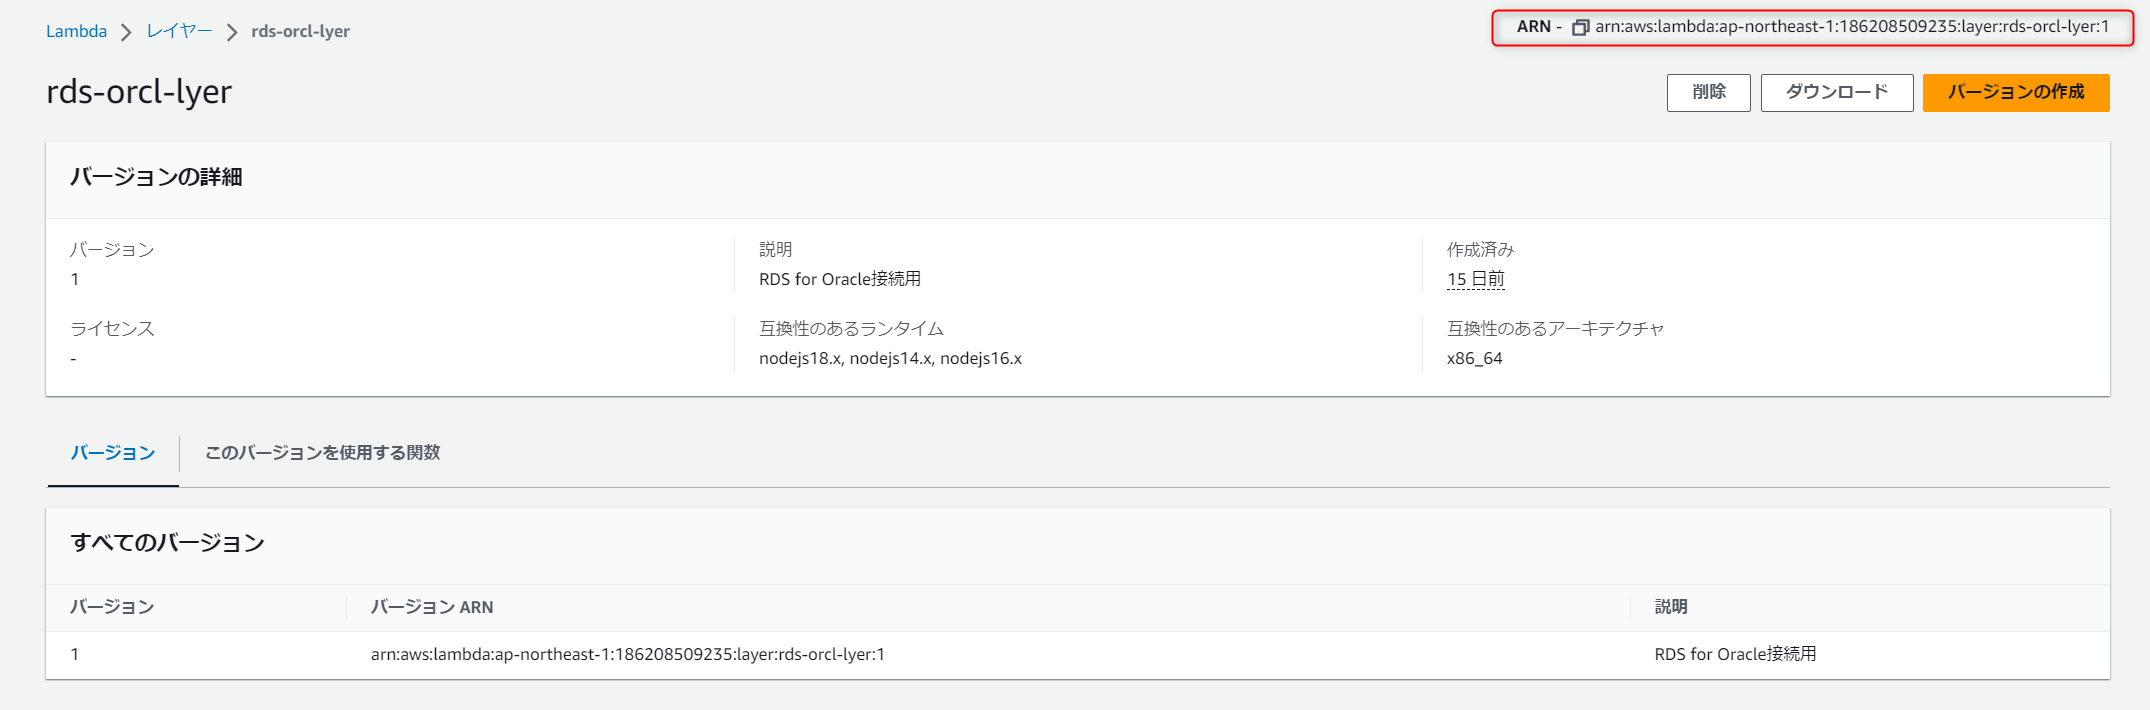 Lambda > レイヤー > rds-orcl-lyer
ARN - arn:aws:lambda:ap-northeast-1:186208509235:layer:rds-orcl-lyer:1
rds-orcl-lyer
削除 ダウンロード バージョンの作成
バージョンの詳細
バージョン 説明 作成済み
1 RDS for Oracle接続用 15 日前
ライセンス 互換性のあるランタイム 互換性のあるアーキテクチャ
- nodejs18.x, nodejs14.x, nodejs16.x x86_64
バージョン このバージョンを使用する関数
すべてのバージョン
バージョン バージョン ARN 説明
1 arn:aws:lambda:ap-northeast-1:186208509235:layer:rds-orcl-lyer:1 RDS for Oracle接続用